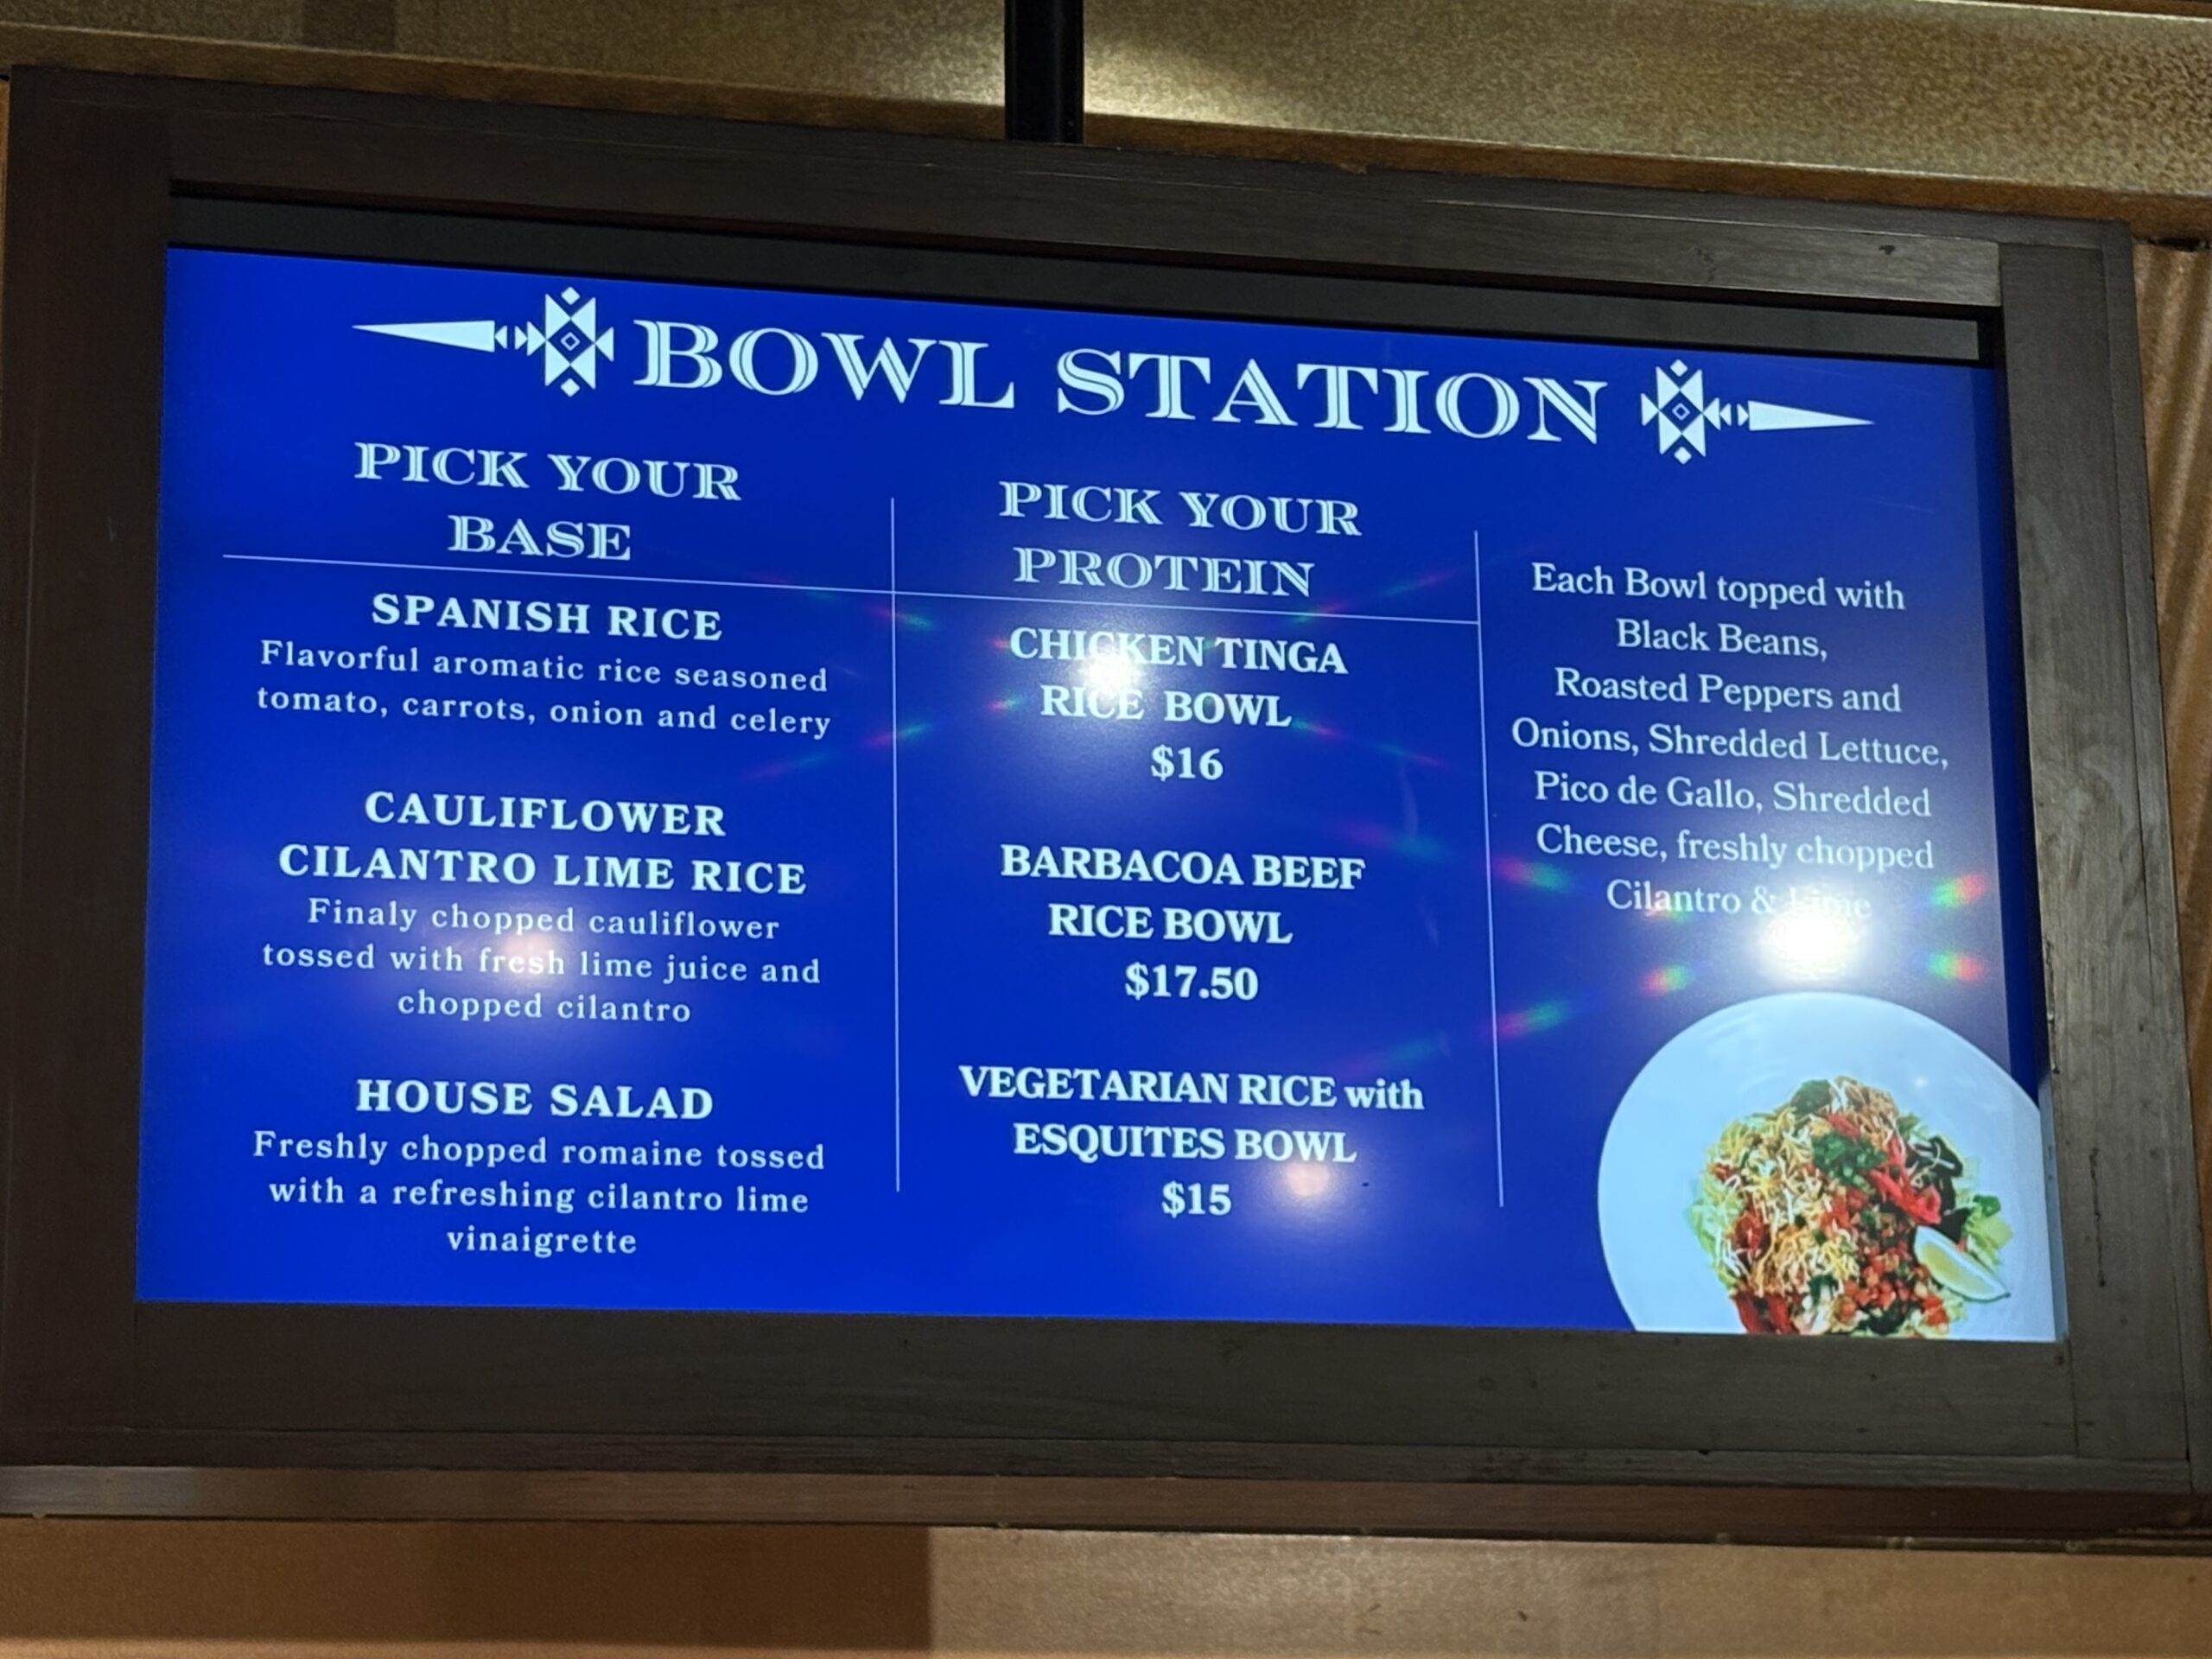 BOWL STATION
PICK YOUR
BASE
SPANISH RICE
Flavorful aromatic rice seasoned
tomato, carrots, onion and celery
CAULIFLOWER
CILANTRO LIME RICE
Finaly chopped cauliflower
tossed with fresh lime juice and
chopped cilantro
HOUSE SALAD
Freshly chopped romaine tossed
with a refreshing cilantro lime
vinaigrette
PICK YOUR
PROTEIN
CHICKEN TINGA
RICE BOWL
$16
BARBACOA BEEF
RICE BOWL
$17.50
VEGETARIAN RICE with
ESQUITES BOWL
$15
Each Bowl topped with
Black Beans,
Roasted Peppers and
Onions, Shredded Lettuce,
Pico de Gallo, Shredded
Cheese, freshly chopped
Cilantro & Lime